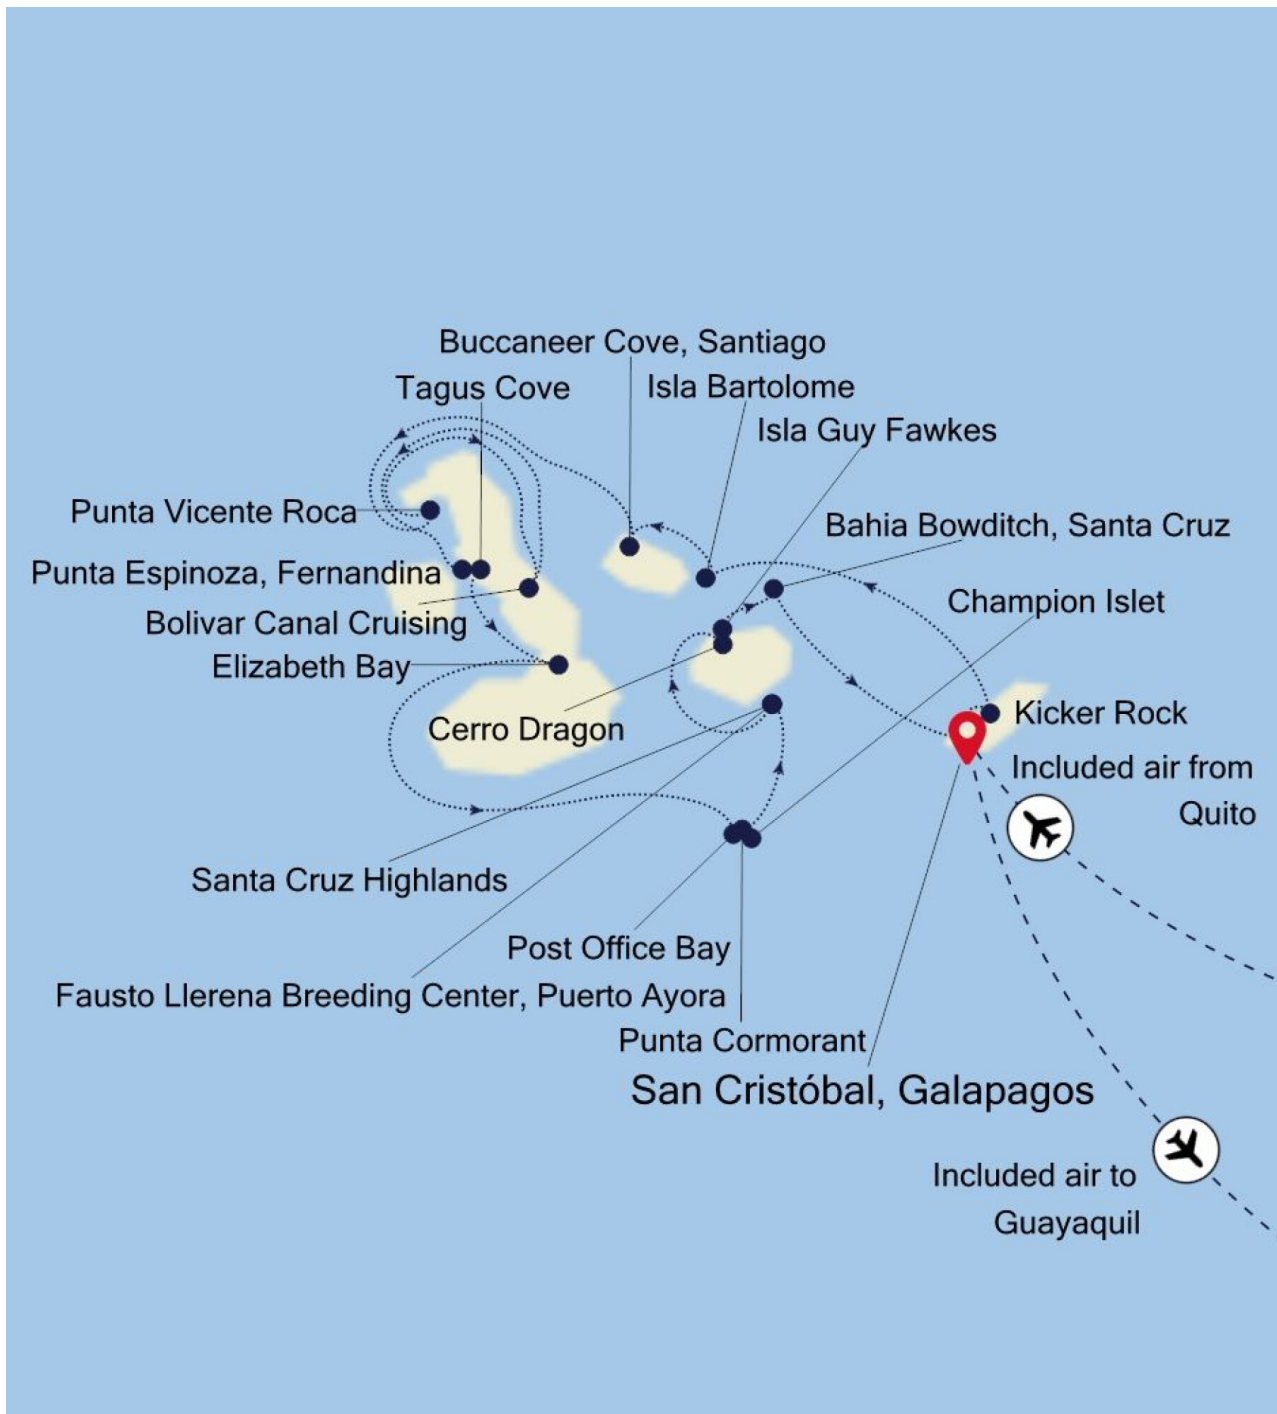 Buccaneer Cove, Santiago
Tagus Cove
Isla Bartolome
Isla Guy Fawkes
Punta Vicente Roca
Bahia Bowditch, Santa Cruz
Punta Espinoza, Fernandina
Champion Islet
Bolivar Canal Cruising
Elizabeth Bay
Kicker Rock
Cerro Dragon
Included air from
Quito
Santa Cruz Highlands
Post Office Bay
Fausto Llerena Breeding Center, Puerto Ayora
Punta Cormorant
San Cristóbal, Galapagos
Included air to
Guayaquil